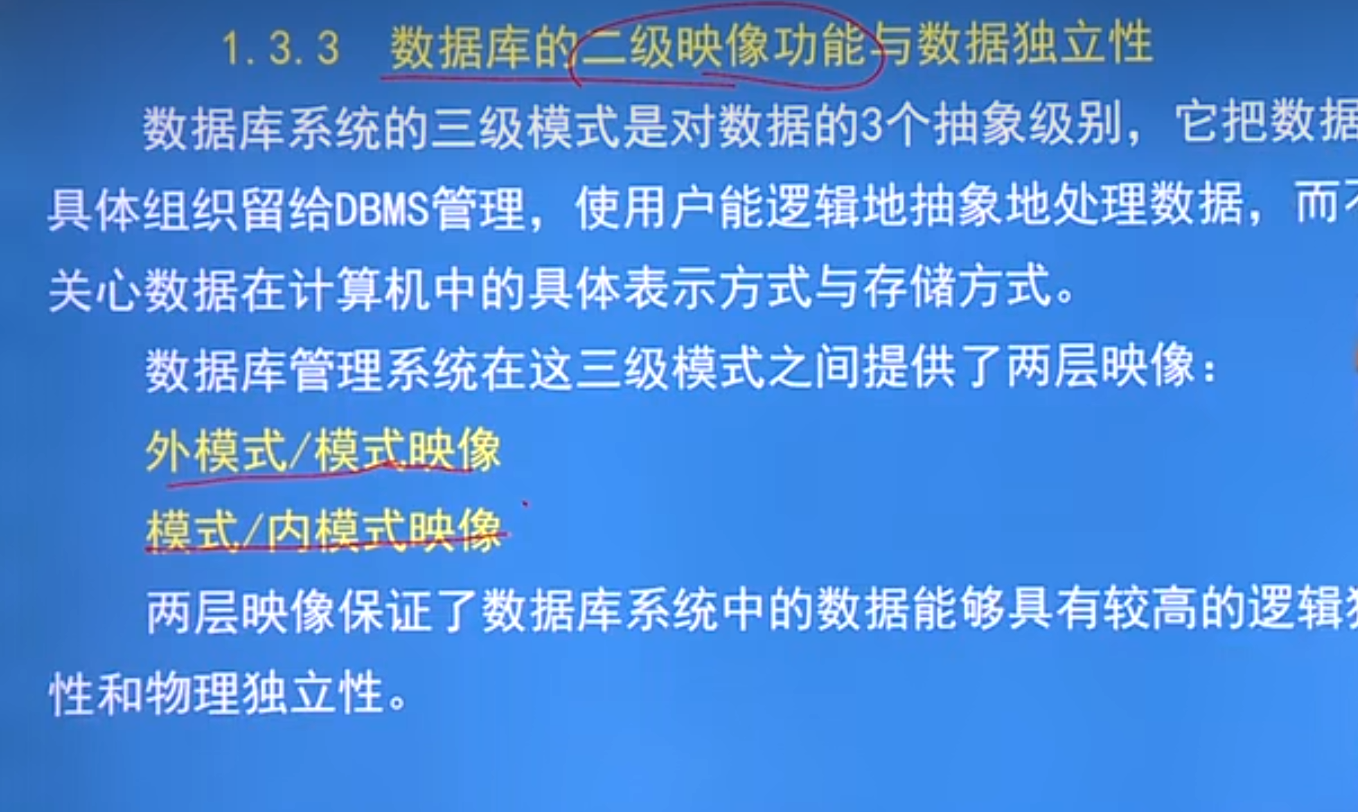 1.3.3 数据库的二级映像功能与数据独立性
数据库系统的三级模式是对数据的3个抽象级别，它把数据
具体组织留给DBMS管理，使用户能逻辑地抽象地处理数据，而
关心数据在计算机中的具体表示方式与存储方式。
数据库管理系统在这三级模式之间提供了两层映像：
外模式/模式映像
模式/内模式映像
两层映像保证了数据库系统中的数据能够具有较高的逻辑
性和物理独立性。